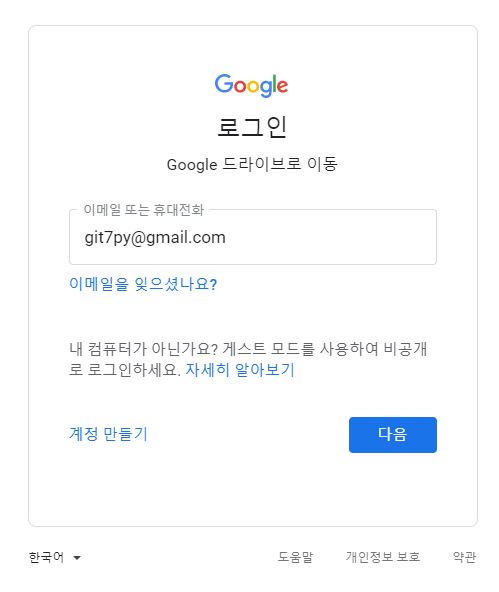 Google
로그인
Google 드라이브로 이동
이메일 또는 휴대전화
git7py@gmail.com
이메일을 잊으셨나요?
내 컴퓨터가 아닌가요? 게스트 모드를 사용하여 비공개
로 로그인하세요. 자세히 알아보기
계정 만들기
다음
한국어
도움말
개인정보 보호
약관